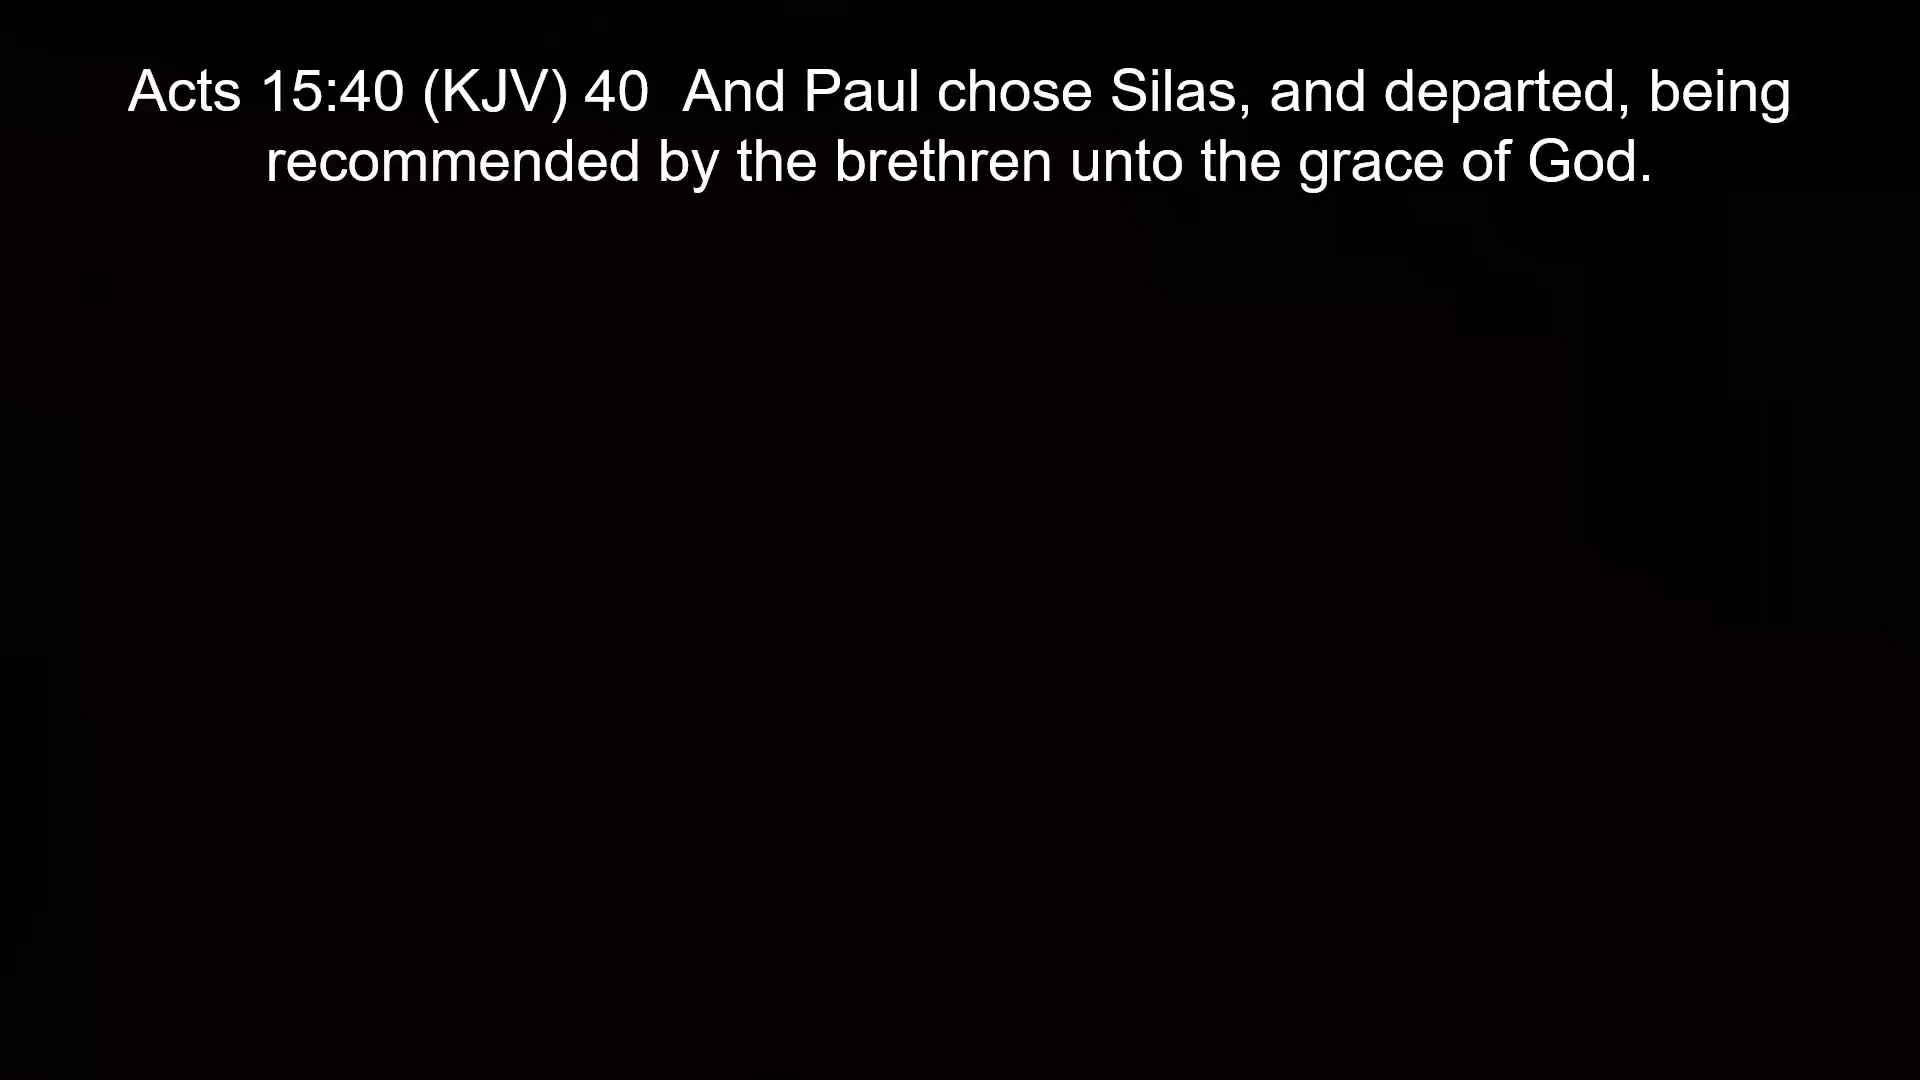 Acts 15:40 (KJV) 40  And Paul chose Silas, and departed, being
recommended by the brethren unto the grace of God.